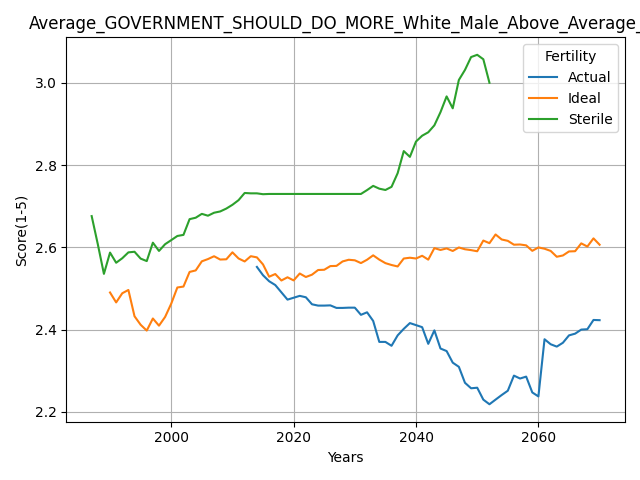 Average_GOVERNMENT_SHOULD_DO_MORE_White_Male_Above_Average_
Fertility
Actual
Ideal
Sterile
Score(1-5)
3.0
2.8
2.6
2.4
2.2
2000 2020 2040 2060
Years